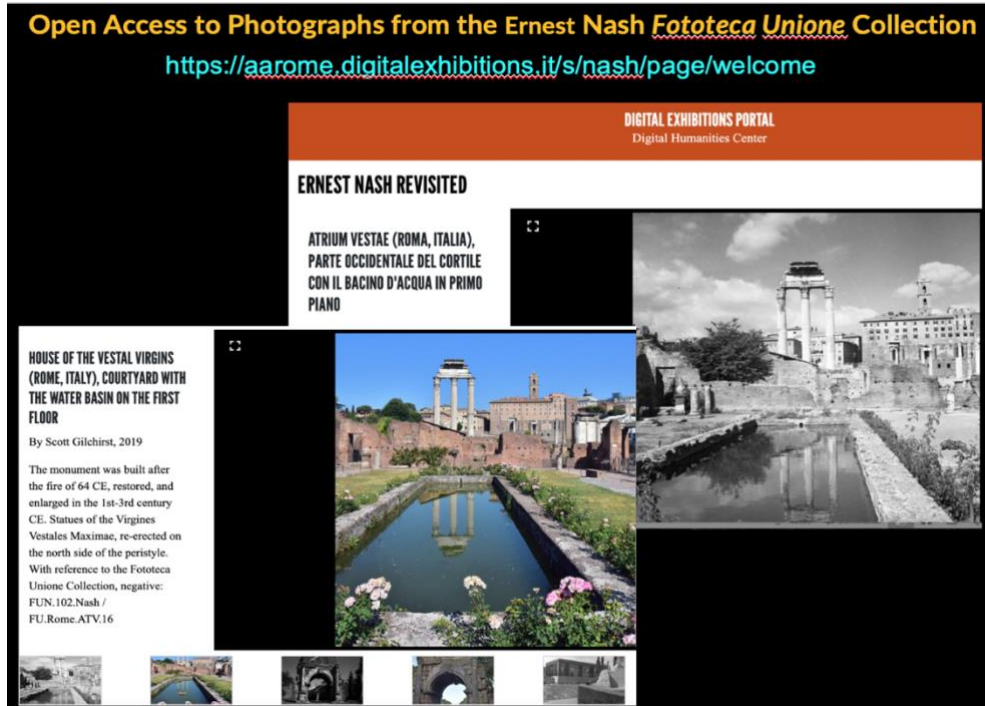 Open Access to Photographs from the Ernest Nash Fototeca Unione Collection
https://aarome.digitalexhibitions.it/s/nash/page/welcome
DIGITAL EXHIBITIONS PORTAL
Digital Humanities Center
ERNEST NASH REVISITED
ATRIUM VESTAE (ROMA, ITALIA),
PARTE OCCIDENTALE DEL CORTILE
CON IL BACINO D'ACQUA IN PRIMO
PIANO
HOUSE OF THE VESTAL VIRGINS
(ROME, ITALY), COURTYARD WITH
THE WATER BASIN ON THE FIRST
FLOOR
By Scott Gilchirst, 2019
The monument was built after
the fire of 64 CE, restored, and
enlarged in the 1st-3rd century
CE. Statues of the Virgines
Vestales Maximae, re-erected on
the north side of the peristyle.
With reference to the Fototeca
Unione Collection, negative:
FUN.102.Nash /
FU.Rome.ATV.16